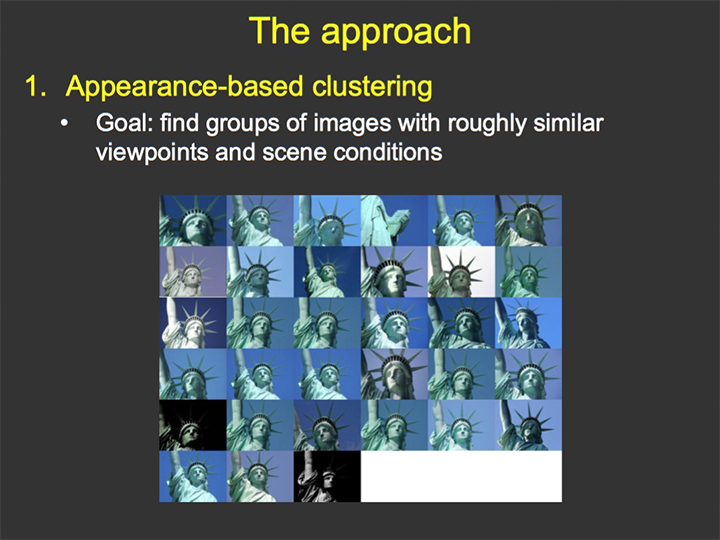 The approach
1. Appearance-based clustering
• Goal: find groups of images with roughly similar
viewpoints and scene conditions